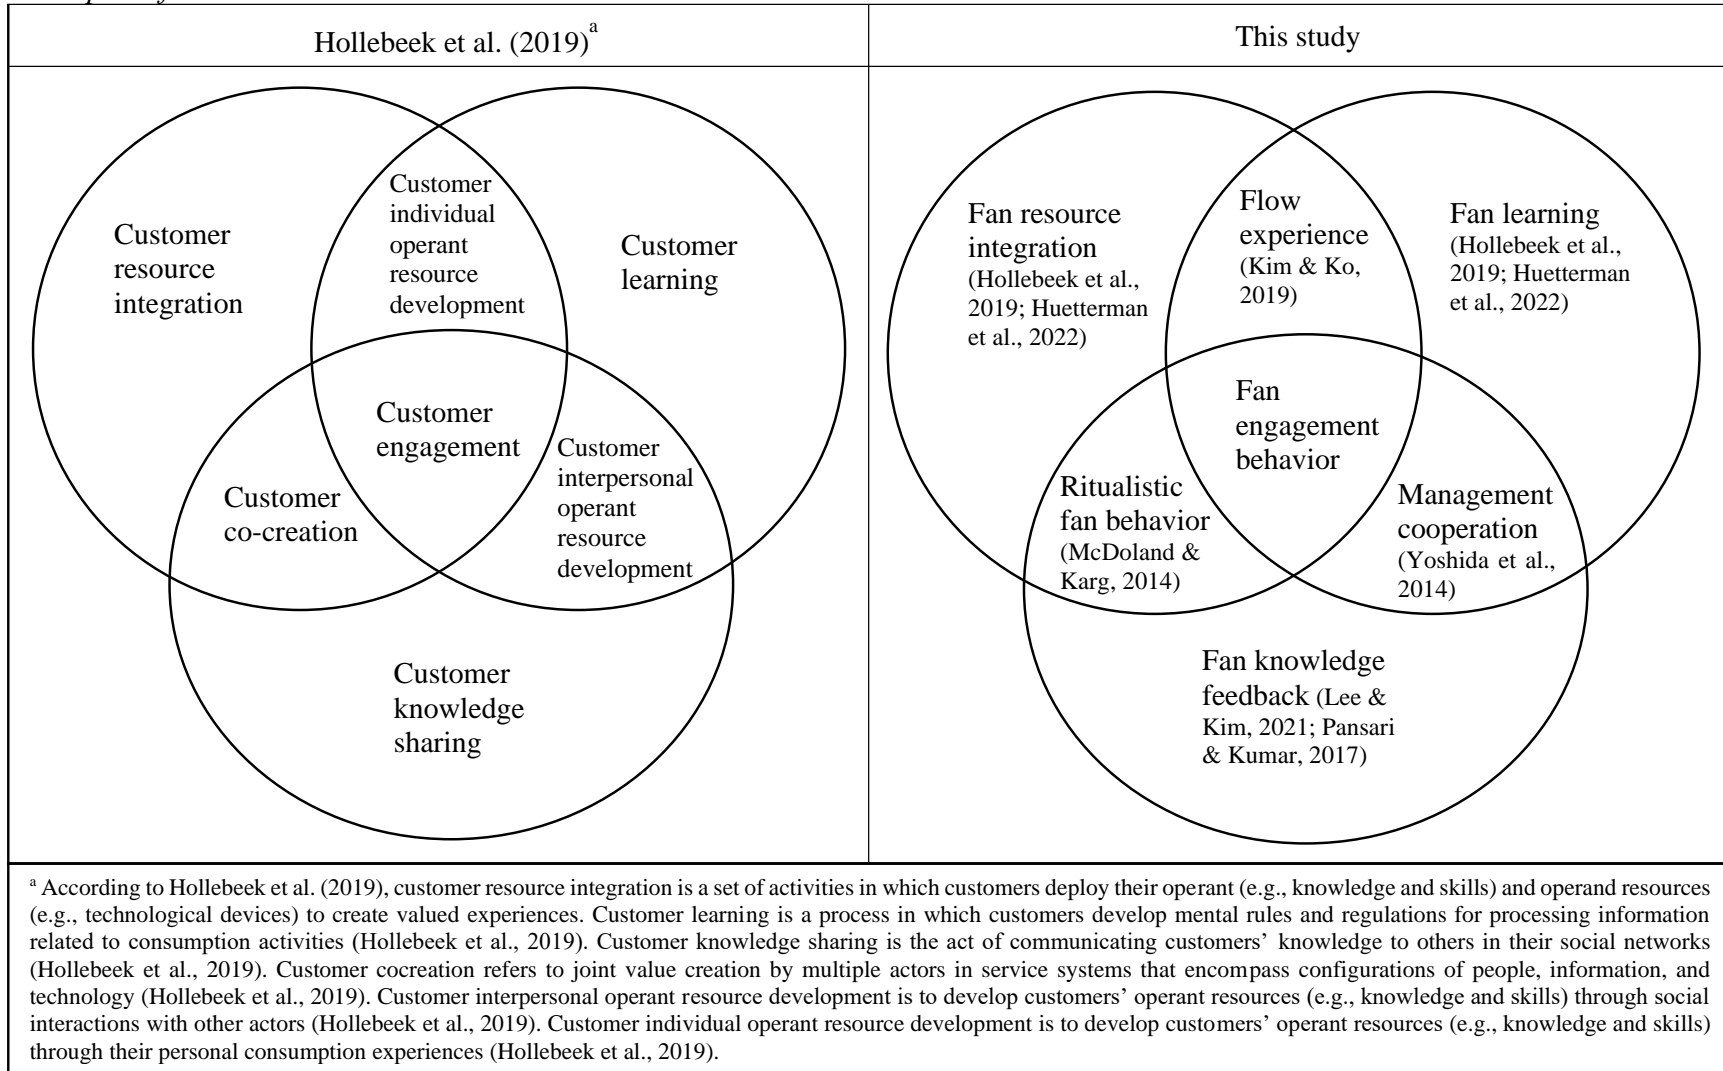 Hollebeek et al. (2019)a
This study
Customer
resource
integration
Customer
individual
operant
resource
development
Customer
learning
Customer
engagement
Customer
co-creation
Customer
interpersonal
operant
resource
development
Customer
knowledge
sharing
Fan resource
integration
(Hollebeek et al.,
2019; Huetterman
et al., 2022)
Flow
experience
(Kim & Ko,
2019)
Fan learning
(Hollebeek et al.,
2019; Huetterman
et al., 2022)
Fan
engagement
behavior
Ritualistic
fan behavior
(McDoland &
Karg, 2014)
Management
cooperation
(Yoshida et al.,
2014)
Fan knowledge
feedback (Lee &
Kim, 2021; Pansari
& Kumar, 2017)
a According to Hollebeek et al. (2019), customer resource integration is a set of activities in which customers deploy their operant (e.g., knowledge and skills) and operand resources
(e.g., technological devices) to create valued experiences. Customer learning is a process in which customers develop mental rules and regulations for processing information
related to consumption activities (Hollebeek et al., 2019). Customer knowledge sharing is the act of communicating customers’ knowledge to others in their social networks
(Hollebeek et al., 2019). Customer cocreation refers to joint value creation by multiple actors in service systems that encompass configurations of people, information, and
technology (Hollebeek et al., 2019). Customer interpersonal operant resource development is to develop customers’ operant resources (e.g., knowledge and skills) through social
interactions with other actors (Hollebeek et al., 2019). Customer individual operant resource development is to develop customers’ operant resources (e.g., knowledge and skills)
through their personal consumption experiences (Hollebeek et al., 2019).